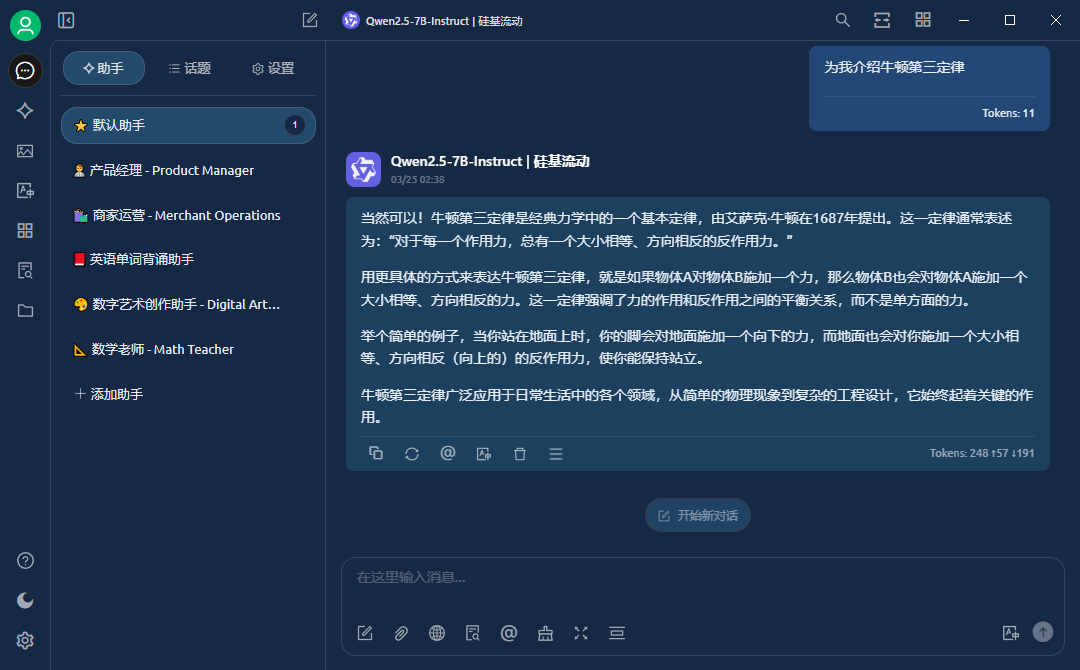 Qwen2.5-7B-Instruct | 硅基流动
助手
话题
设置
默认助手
1
产品经理 - Product Manager
商家运营 - Merchant Operations
英语单词背诵助手
数字艺术创作助手 - Digital Art...
数学老师 - Math Teacher
添加助手
为我介绍牛顿第三定律
Tokens: 11
Qwen2.5-7B-Instruct | 硅基流动
03/25 02:38
当然可以！牛顿第三定律是经典力学中的一个基本定律，由艾萨克·牛顿在1687年提出。这一定律通常表述
为：“对于每一个作用力，总有一个大小相等、方向相反的反作用力。”
用更具体的方式来表达牛顿第三定律，就是如果物体A对物体B施加一个力，那么物体B也会对物体A施加一个
大小相等、方向相反的力。这一定律强调了力的作用和反作用之间的平衡关系，而不是单方面的力。
举个简单的例子，当你站在地面上时，你的脚会对地面施加一个向下的力，而地面也会对你施加一个大小相
等、方向相反（向上的）的反作用力，使你能保持站立。
牛顿第三定律广泛应用于日常生活中的各个领域，从简单的物理现象到复杂的工程设计，它始终起着关键的作
用。
Tokens: 248 ↑57 ↓191
开始新对话
在这里输入消息...